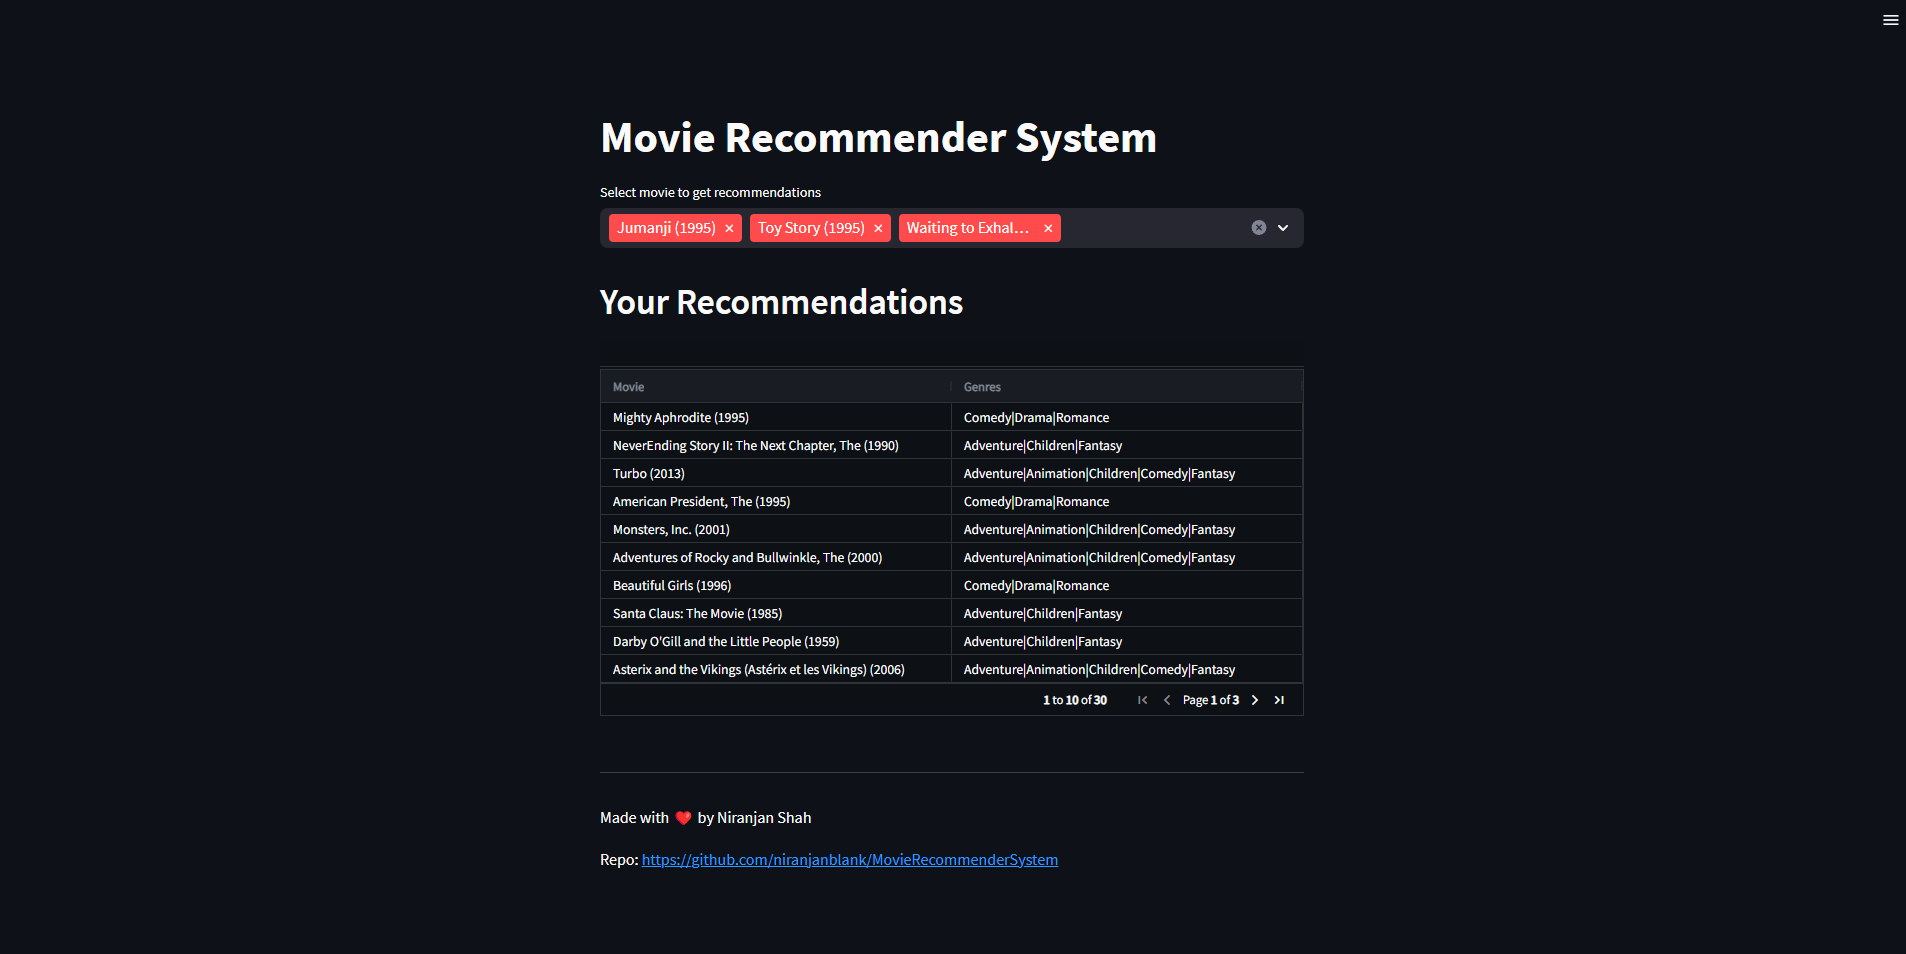 Movie Recommender System
Select movie to get recommendations
Jumanji (1995) Toy Story (1995) Waiting to Exhal...
Your Recommendations
Movie Genres
Mighty Aphrodite (1995) Comedy|Drama|Romance
NeverEnding Story II: The Next Chapter, The (1990) Adventure|Children|Fantasy
Turbo (2013) Adventure|Animation|Children|Comedy|Fantasy
American President, The (1995) Comedy|Drama|Romance
Monsters, Inc. (2001) Adventure|Animation|Children|Comedy|Fantasy
Adventures of Rocky and Bullwinkle, The (2000) Adventure|Animation|Children|Comedy|Fantasy
Beautiful Girls (1996) Comedy|Drama|Romance
Santa Claus: The Movie (1985) Adventure|Children|Fantasy
Darby O'Gill and the Little People (1959) Adventure|Children|Fantasy
Asterix and the Vikings (Astérix et les Vikings) (2006) Adventure|Animation|Children|Comedy|Fantasy
1 to 10 of 30 Page 1 of 3
Made with ❤️ by Niranjan Shah
Repo: https://github.com/niranjanblank/MovieRecommenderSystem